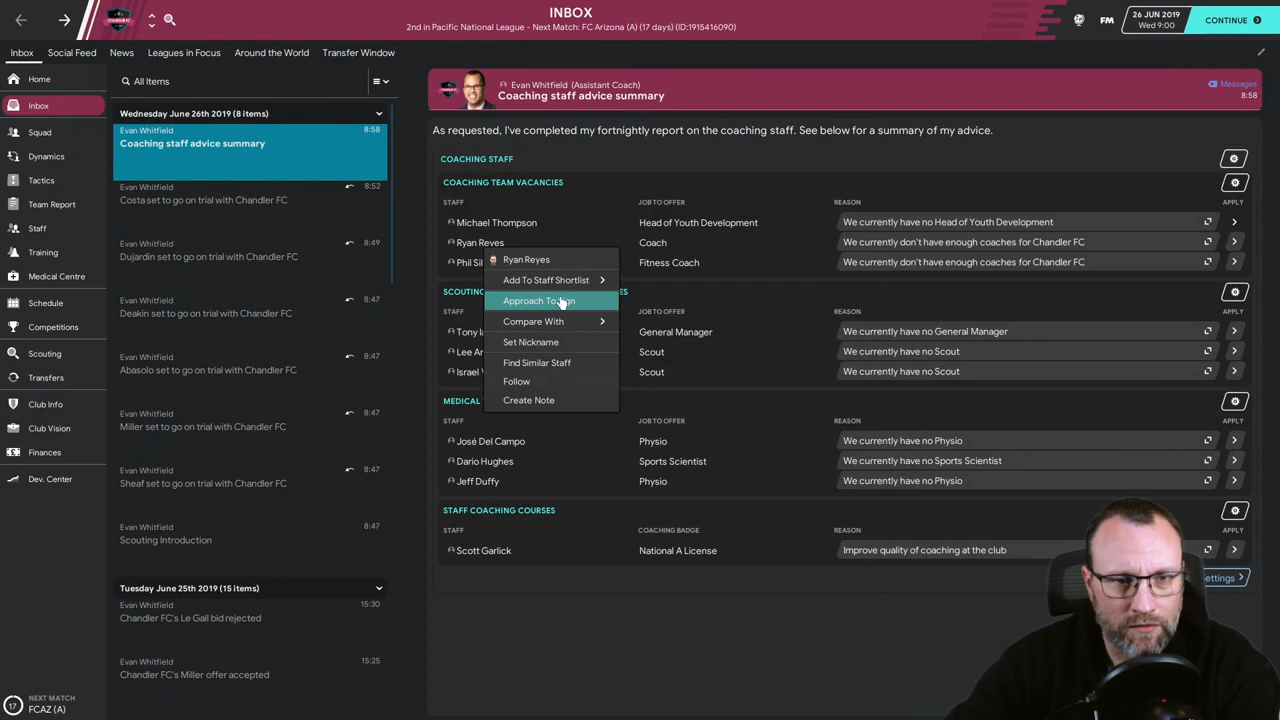 INBOX
2nd in Pacific National League - Next Match: FC Arizona (A) (17 days) (ID:1915416090)
CHANDLER FC
FM
26 JUN 2019
WED 9:00
CONTINUE
Inbox
Social Feed
News
Leagues in Focus
Around the World
Transfer Window
Home
Inbox
Squad
Dynamics
Tactics
Team Report
Staff
Training
Medical Centre
Schedule
Competitions
Scouting
Transfers
Club Info
Club Vision
Finances
Dev. Center
17
NEXT MATCH
FCAZ (A)
All Items
Wednesday June 26th 2019 (8 items)
Evan Whitfield 8:58
Coaching staff advice summary
Evan Whitfield 8:52
Costa set to go on trial with Chandler FC
Evan Whitfield 8:49
Dujardin set to go on trial with Chandler FC
Evan Whitfield 8:47
Deakin set to go on trial with Chandler FC
Evan Whitfield 8:47
Abasolo set to go on trial with Chandler FC
Evan Whitfield 8:47
Miller set to go on trial with Chandler FC
Evan Whitfield 8:47
Sheaf set to go on trial with Chandler FC
Evan Whitfield 8:47
Scouting Introduction
Tuesday June 25th 2019 (15 items)
Evan Whitfield 15:30
Chandler FC's Le Gall bid rejected
Evan Whitfield 15:25
Chandler FC's Miller offer accepted
Evan Whitfield (Assistant Coach)
Coaching staff advice summary
Messages
8:58
As requested, I've completed my fortnightly report on the coaching staff. See below for a summary of my advice.
COACHING STAFF
COACHING TEAM VACANCIES
STAFF JOB TO OFFER REASON APPLY
Michael Thompson Head of Youth Development We currently have no Head of Youth Development
Ryan Reyes Coach We currently don't have enough coaches for Chandler FC
Phil Fitness Coach We currently don't have enough coaches for Chandler FC
Ryan Reyes
Add To Staff Shortlist
Approach To
Compare With
Set Nickname
Find Similar Staff
Follow
Create Note
STAFF JOB TO OFFER REASON APPLY
Tony General Manager We currently have no General Manager
Lee Scout We currently have no Scout
Israel Scout We currently have no Scout
MEDICAL
STAFF JOB TO OFFER REASON APPLY
José Del Campo Physio We currently have no Physio
Dario Hughes Sports Scientist We currently have no Sports Scientist
Jeff Duffy Physio We currently have no Physio
STAFF COACHING COURSES
STAFF COACHING BADGE REASON APPLY
Scott Garlick National A License Improve quality of coaching at the club